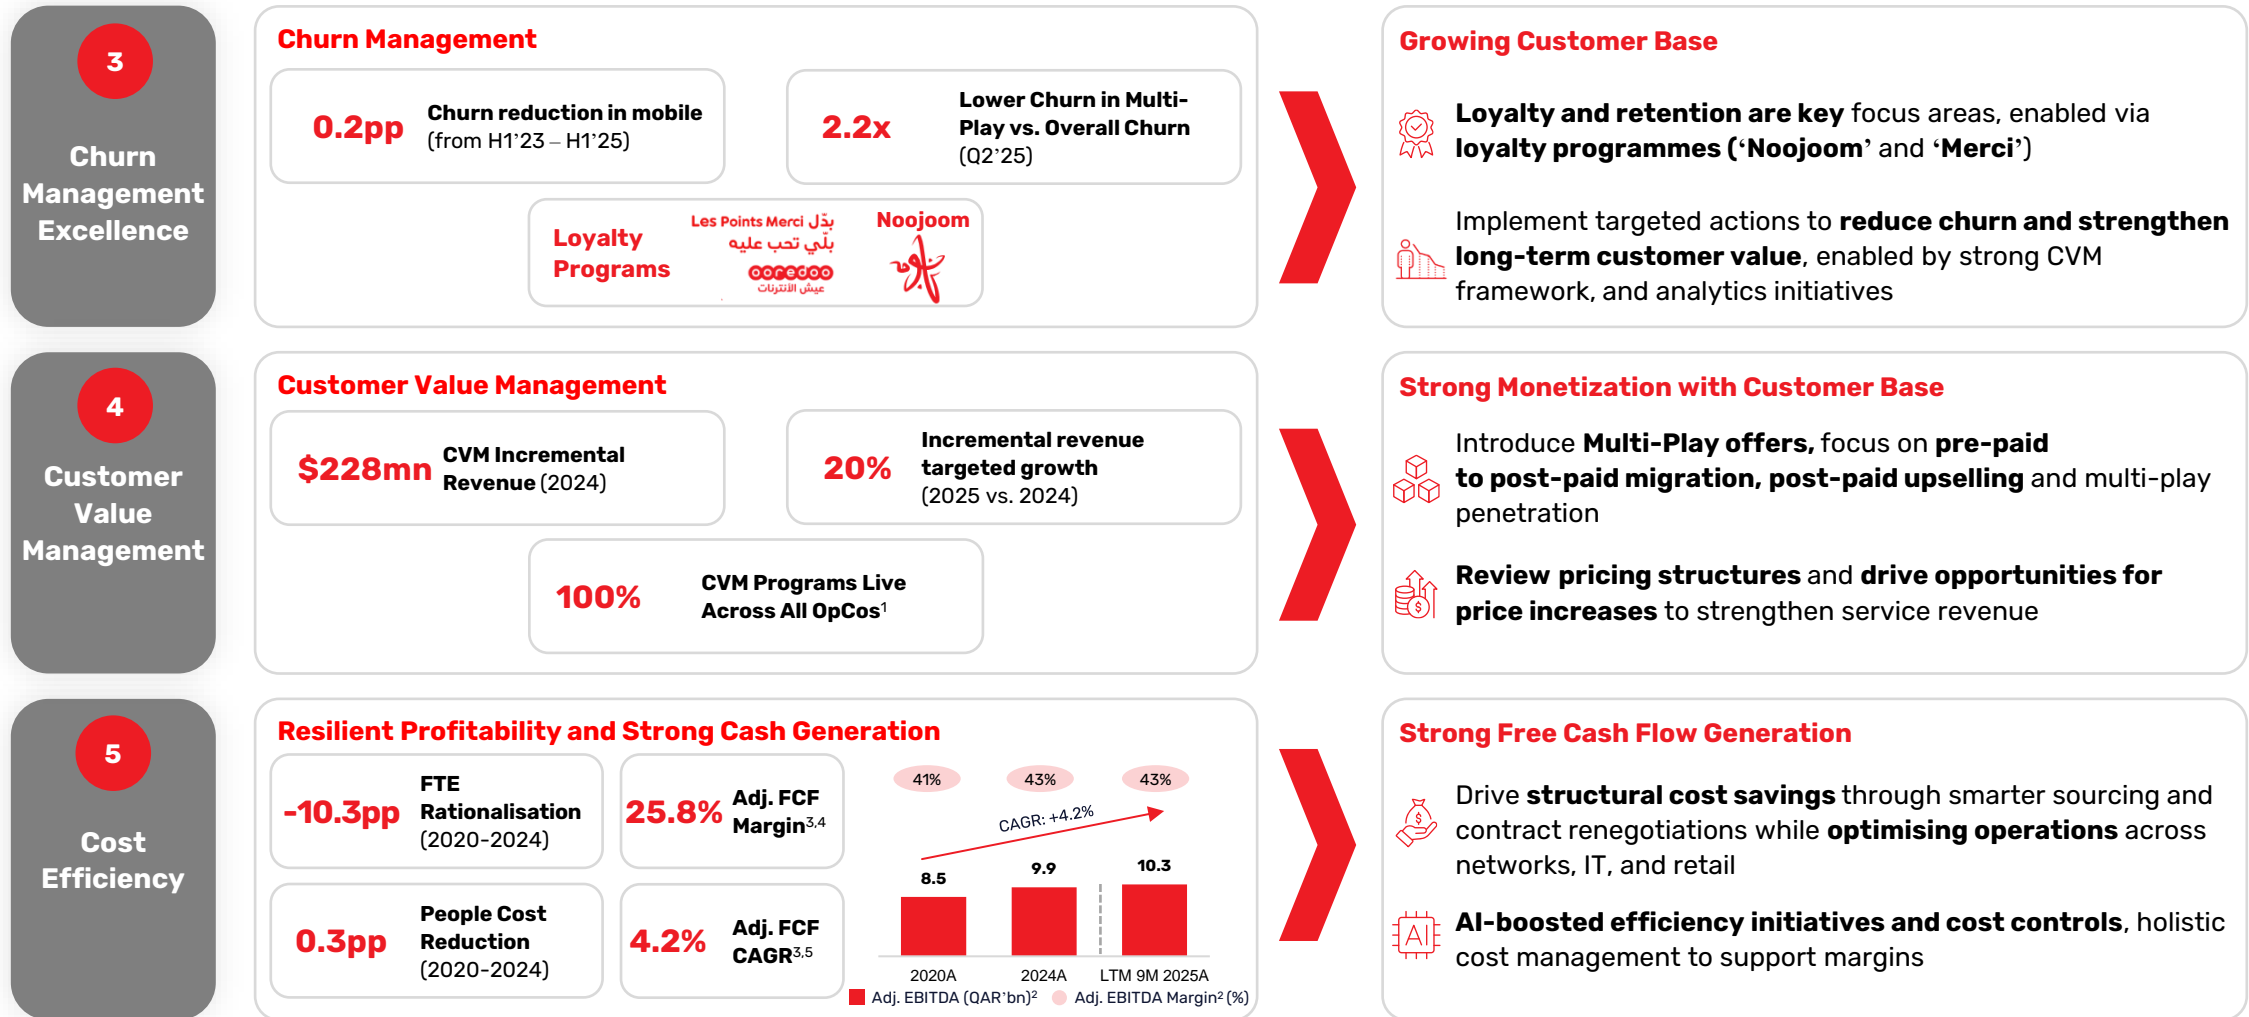 3
Churn
Management
Excellence
Churn Management
0.2pp
Churn reduction in mobile
(from H1’23 – H1’25)
2.2x
Lower Churn in Multi-
Play vs. Overall Churn
(Q2’25)
Loyalty
Programs
Les Points Merci بدّل
بلّي تحب عليه
ooredoo
عيش الأنترنات
Noojoom
Growing Customer Base
Loyalty and retention are key focus areas, enabled via
loyalty programmes (‘Noojoom’ and ‘Merci’)
Implement targeted actions to reduce churn and strengthen
long-term customer value, enabled by strong CVM
framework, and analytics initiatives
4
Customer
Value
Management
Customer Value Management
$228mn
CVM Incremental
Revenue (2024)
20%
Incremental revenue
targeted growth
(2025 vs. 2024)
100%
CVM Programs Live
Across All OpCos1
Strong Monetization with Customer Base
Introduce Multi-Play offers, focus on pre-paid
to post-paid migration, post-paid upselling and multi-play
penetration
Review pricing structures and drive opportunities for
price increases to strengthen service revenue
5
Cost
Efficiency
Resilient Profitability and Strong Cash Generation
-10.3pp
FTE
Rationalisation
(2020-2024)
25.8%
Adj. FCF
Margin3,4
0.3pp
People Cost
Reduction
(2020-2024)
4.2%
Adj. FCF
CAGR3,5
41%
43%
43%
CAGR: +4.2%
8.5
9.9
10.3
2020A
2024A
LTM 9M 2025A
Adj. EBITDA (QAR’bn)2
Adj. EBITDA Margin2 (%)
Strong Free Cash Flow Generation
Drive structural cost savings through smarter sourcing and
contract renegotiations while optimising operations across
networks, IT, and retail
AI
AI-boosted efficiency initiatives and cost controls, holistic
cost management to support margins